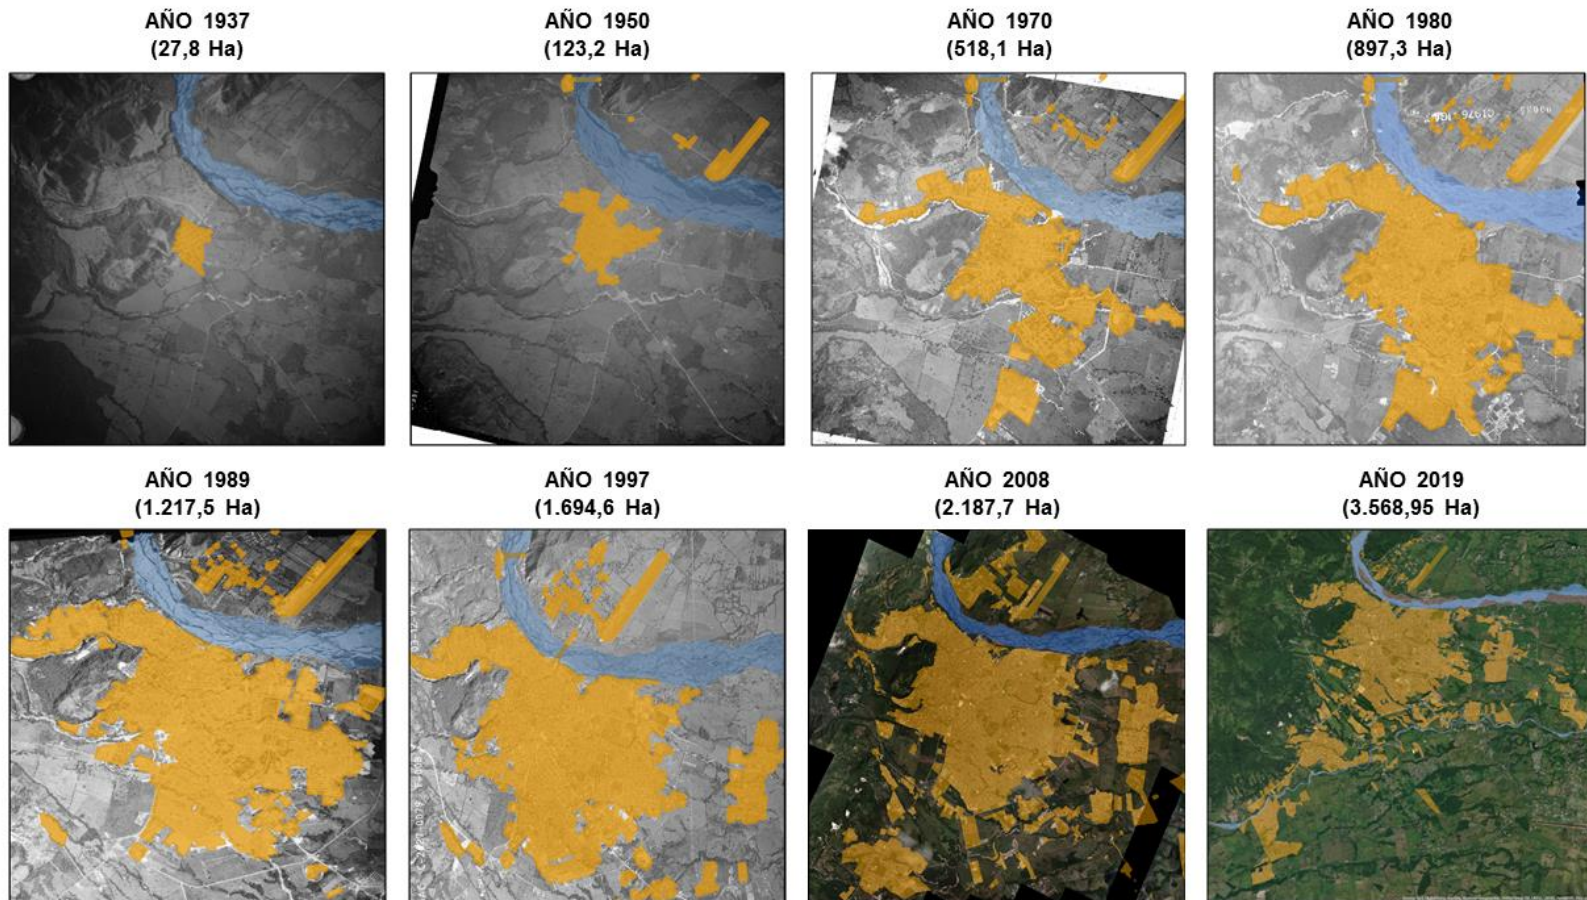 AÑO 1937
(27,8 Ha)
AÑO 1950
(123,2 Ha)
AÑO 1970
(518,1 Ha)
AÑO 1980
(897,3 Ha)
AÑO 1989
(1.217,5 Ha)
AÑO 1997
(1.694,6 Ha)
AÑO 2008
(2.187,7 Ha)
AÑO 2019
(3.568,95 Ha)